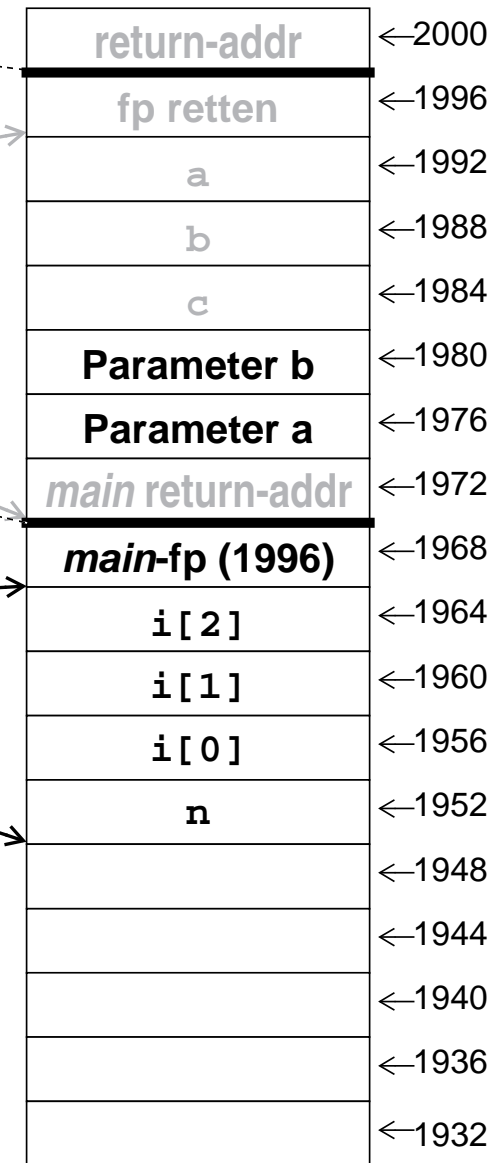 return-addr ←2000
fp retten ←1996
a ←1992
b ←1988
c ←1984
Parameter b ←1980
Parameter a ←1976
main return-addr ←1972
main-fp (1996) ←1968
i[2] ←1964
i[1] ←1960
i[0] ←1956
n ←1952
←1948
←1944
←1940
←1936
←1932